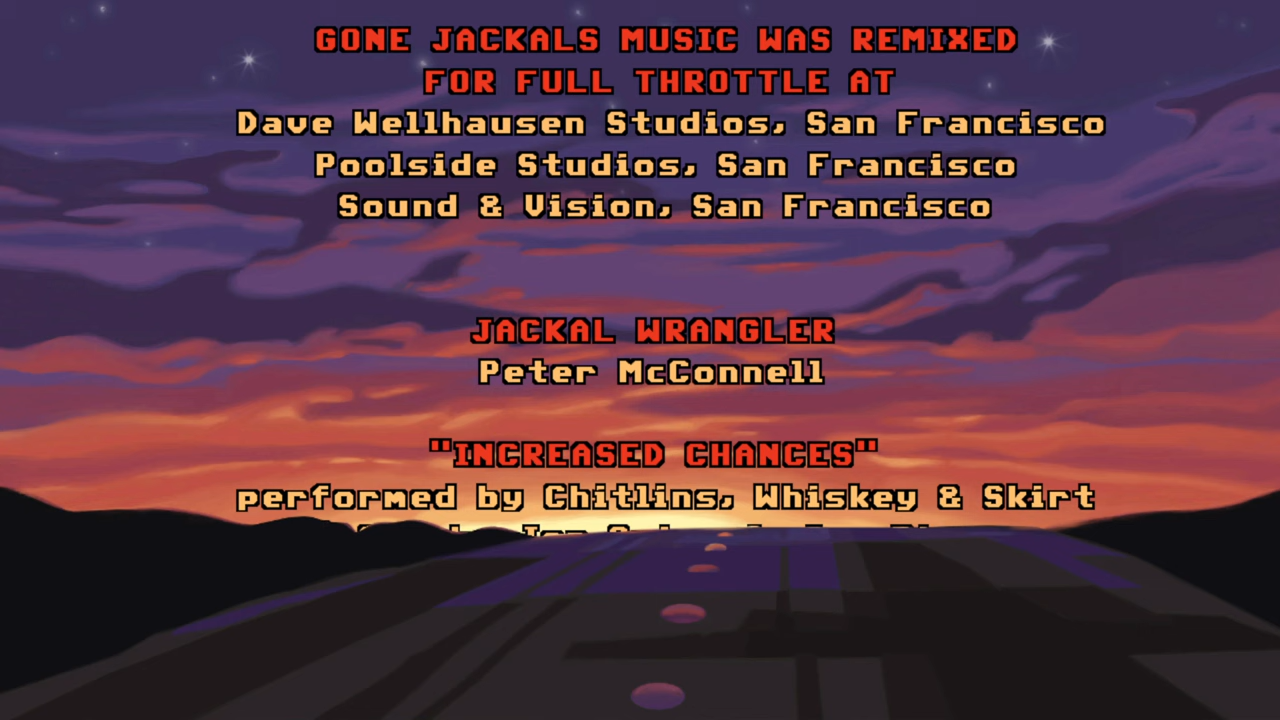 GONE JACKALS MUSIC WAS REMIXED
FOR FULL THROTTLE AT
Dave Wellhausen Studios, San Francisco
Poolside Studios, San Francisco
Sound & Vision, San Francisco
JACKAL WRANGLER
Peter McConnell
"INCREASED CHANCES"
performed by Chitlins, Whiskey & Skirt